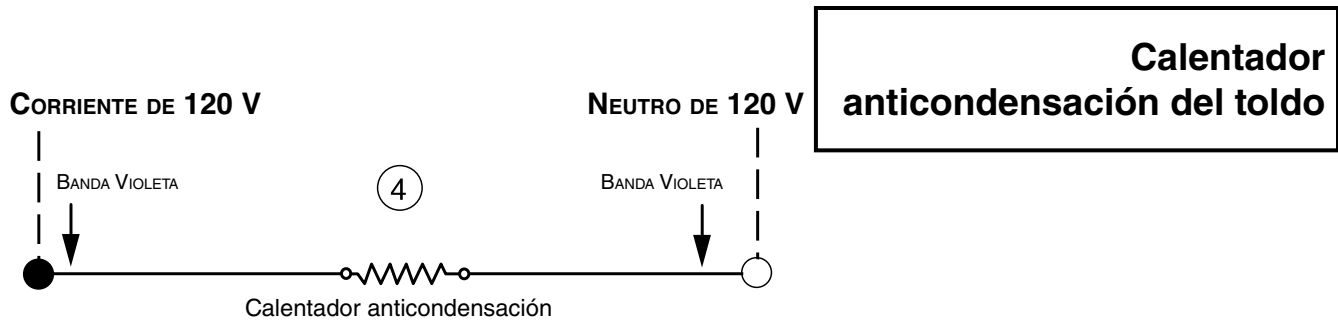 Calentador
anticondensación del toldo
CORRIENTE DE 120 V
NEUTRO DE 120 V
BANDA VIOLETA
4
BANDA VIOLETA
Calentador anticondensación